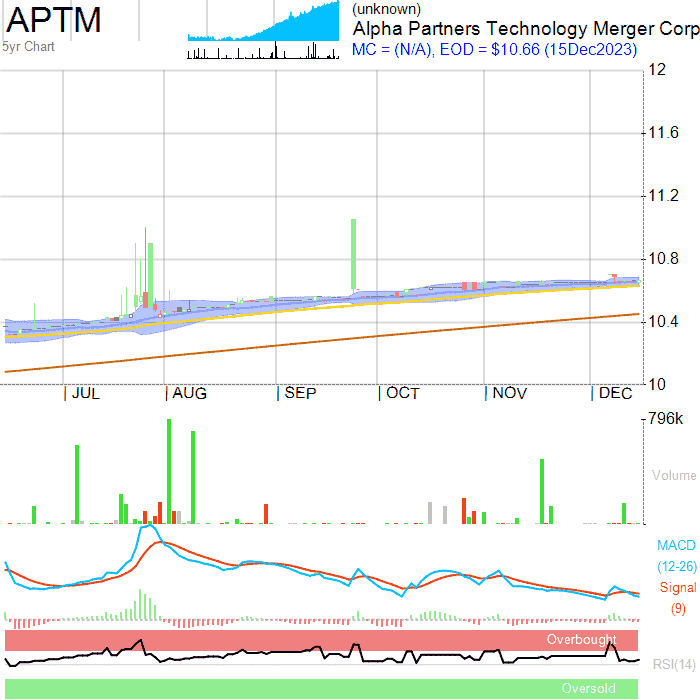 APTM
5yr Chart
(unknown)
Alpha Partners Technology Merger Corp
MC = (N/A), EOD = $10.66 (15Dec2023)
12
11.6
11.2
10.8
10.4
10
JUL
AUG
SEP
OCT
NOV
DEC
796k
Volume
MACD
(12-26)
Signal
(9)
Overbought
RSI(14)
Oversold